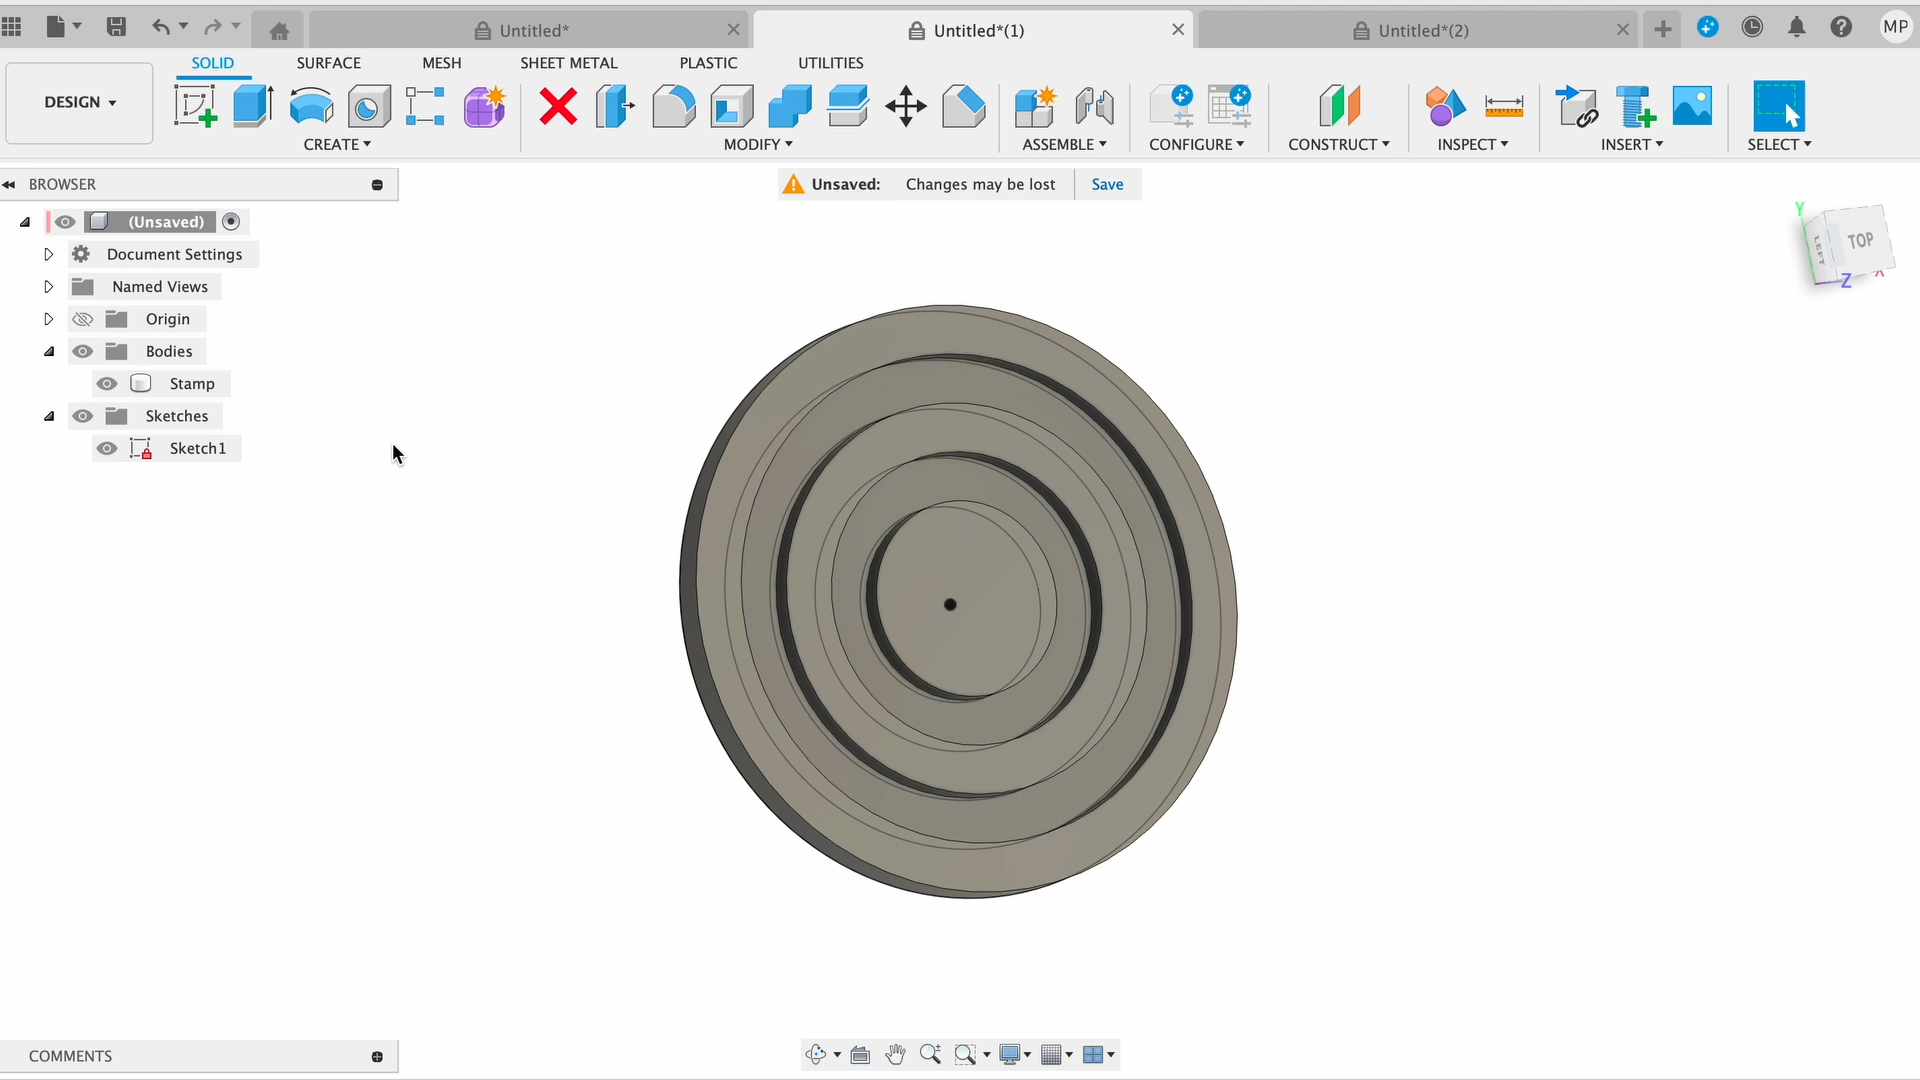 Untitled*
Untitled*(1)
Untitled*(2)
MP
DESIGN
SOLID
SURFACE
MESH
SHEET METAL
PLASTIC
UTILITIES
CREATE
MODIFY
ASSEMBLE
CONFIGURE
CONSTRUCT
INSPECT
INSERT
SELECT
BROWSER
Unsaved: Changes may be lost
Save
(Unsaved)
Document Settings
Named Views
Origin
Bodies
Stamp
Sketches
Sketch1
Y
LEFT
TOP
Z
X
COMMENTS